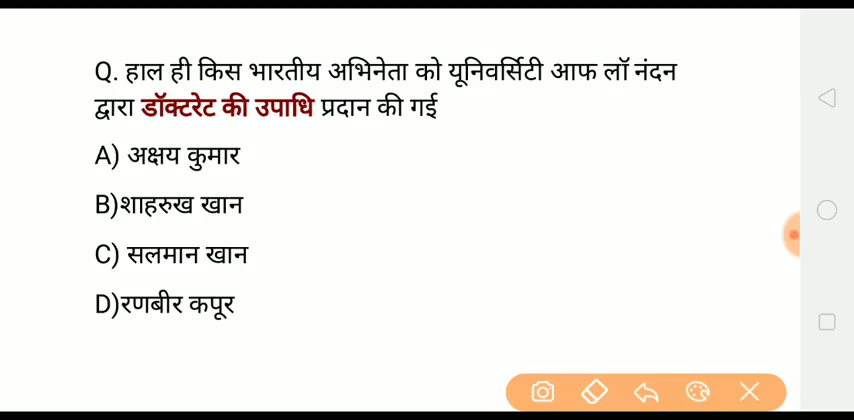 Q. हाल ही किस भारतीय अभिनेता को यूनिवर्सिटी आफ लॉ नंदन
द्वारा डॉक्टरेट की उपाधि प्रदान की गई
A) अक्षय कुमार
B)शाहरुख खान
C) सलमान खान
D)रणबीर कपूर